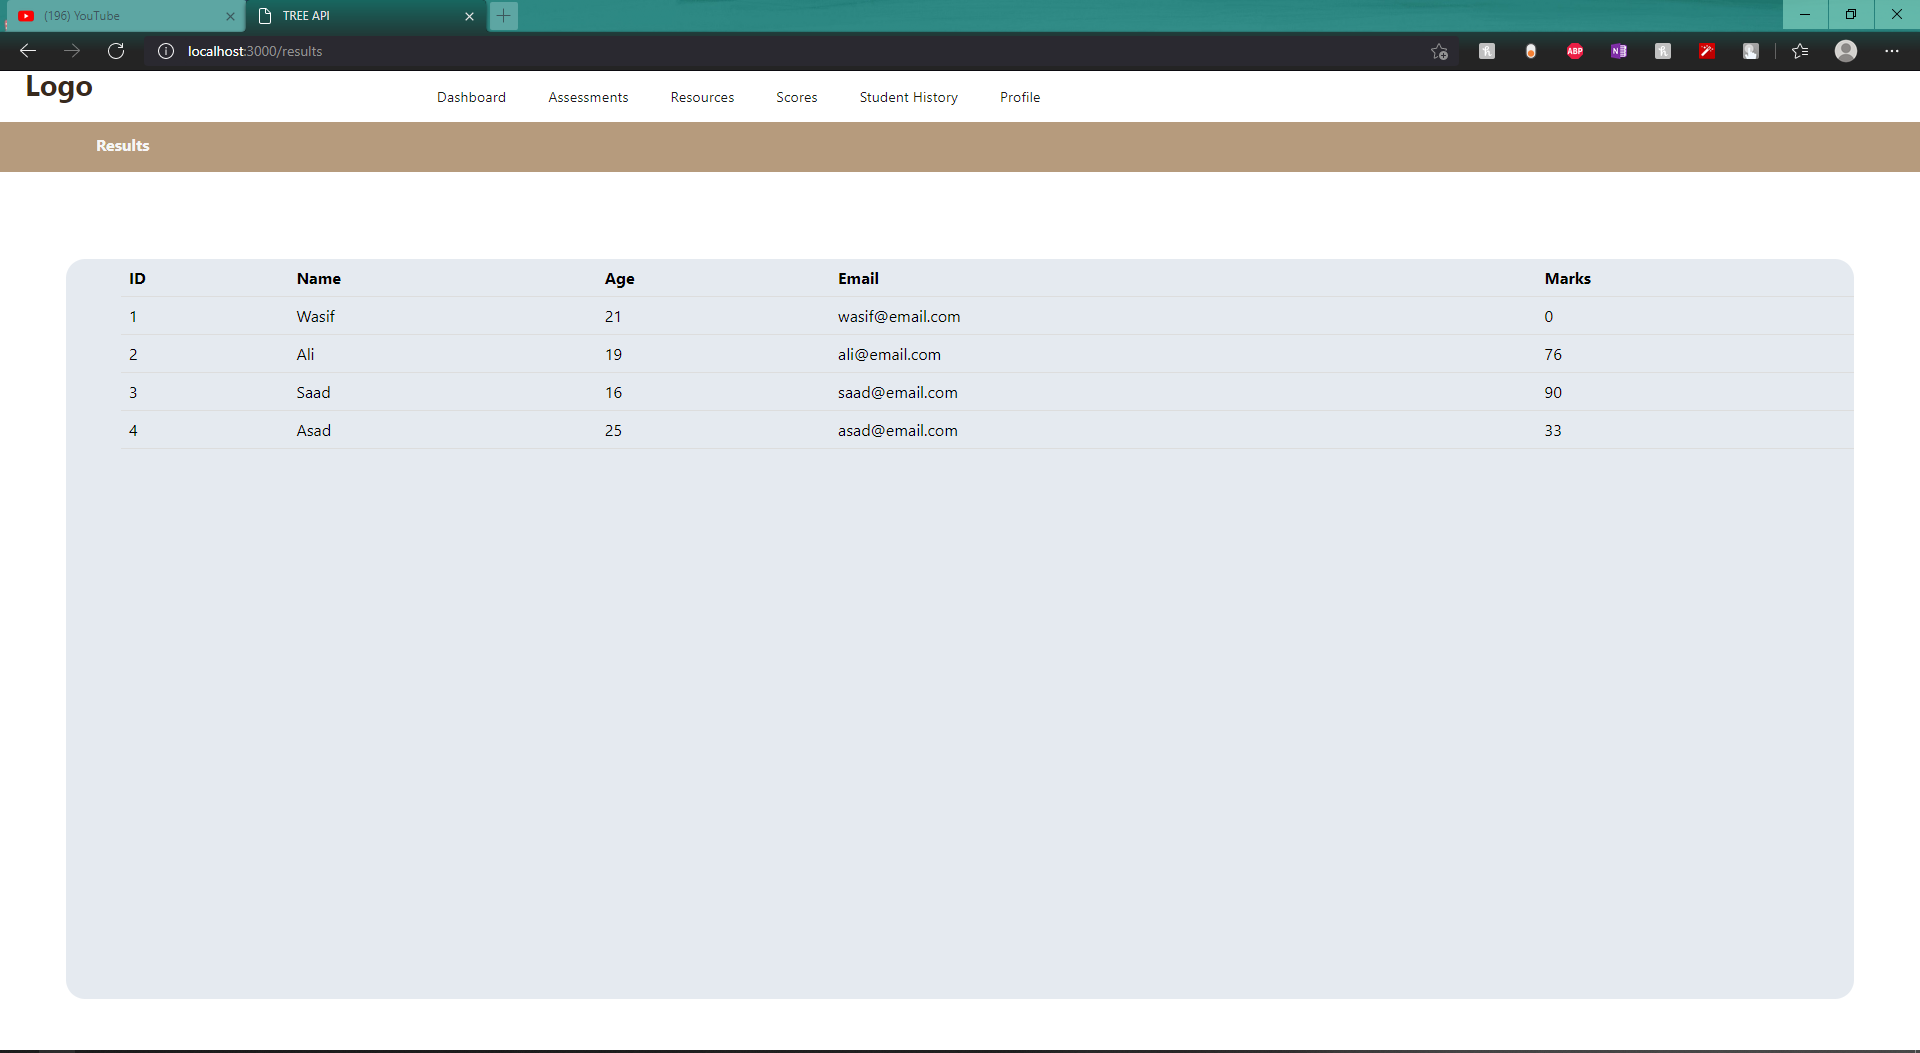 (196) YouTube
TREE API
localhost:3000/results
ABP
N
Logo
Dashboard Assessments Resources Scores Student History Profile
Results
ID Name Age Email Marks
1 Wasif 21 wasif@email.com 0
2 Ali 19 ali@email.com 76
3 Saad 16 saad@email.com 90
4 Asad 25 asad@email.com 33